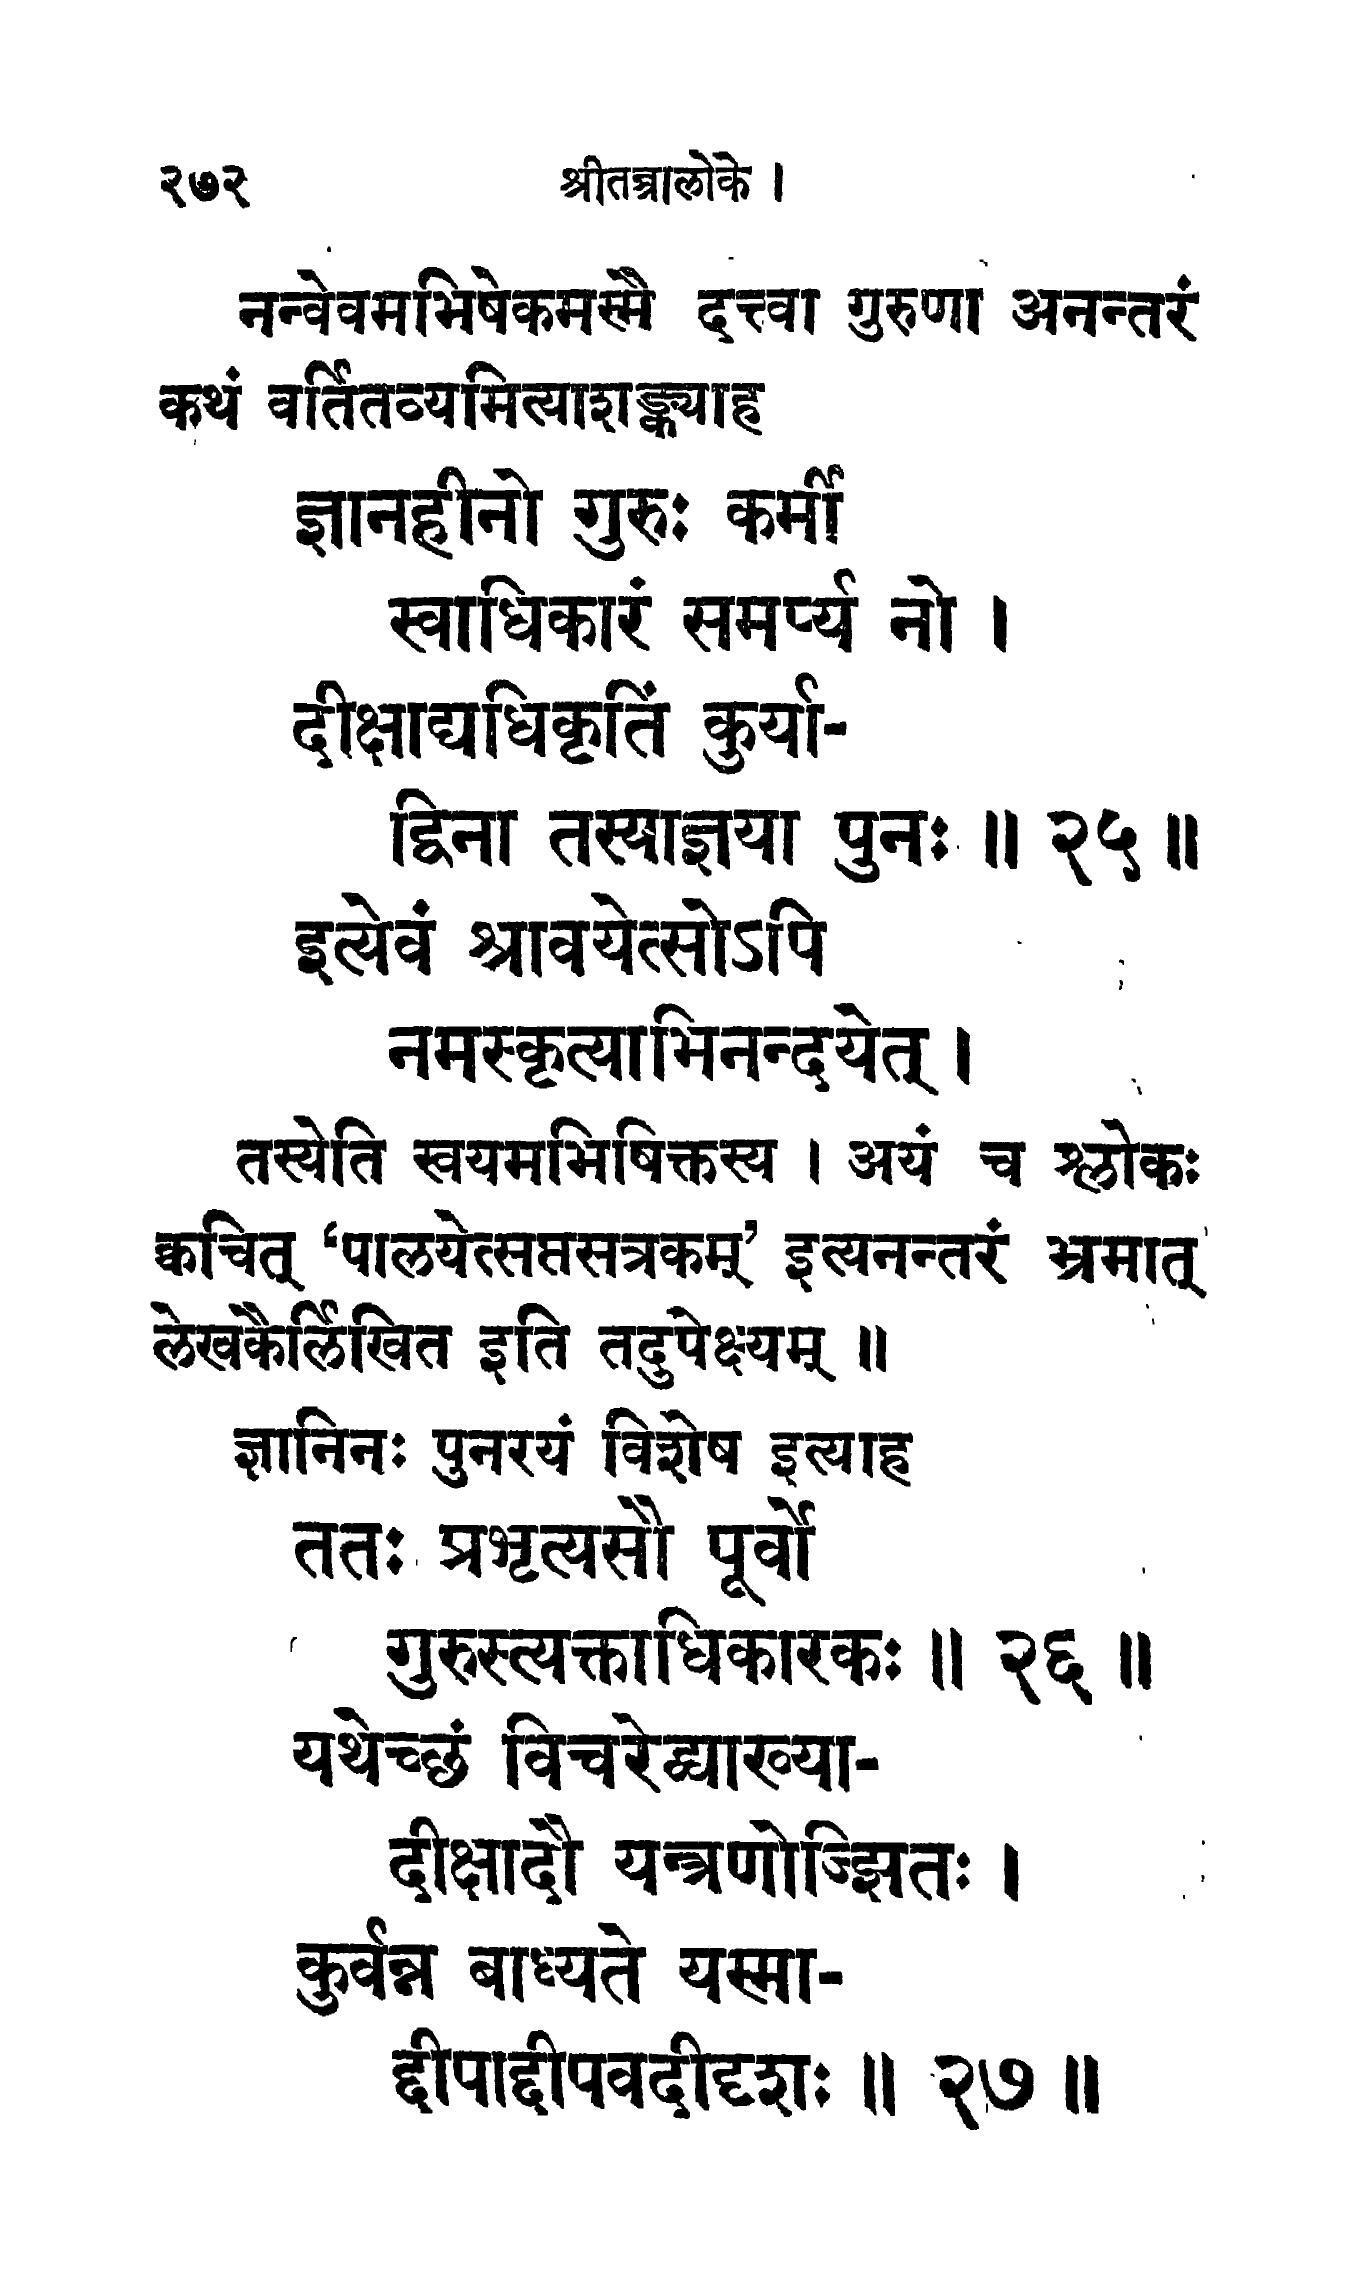 २७२ श्रीतन्त्रालोके ।
नन्वेवमभिषेकमस्मै दत्त्वा गुरुणा अनन्तरं
कथं वर्तितव्यमित्याशङ्क्याह
ज्ञानहीनो गुरुः कर्मी
स्वाधिकारं समर्प्य नो ।
दीक्षाद्यधिकृतिं कुर्या-
द्विना तस्याज्ञया पुनः ॥ २५ ॥
इत्येवं श्रावयेत्सोऽपि
नमस्कृत्याभिनन्दयेत् ।
तस्येति स्वयमभिषिक्तस्य । अयं च श्लोकः
क्वचित् ‘पालयेत्सप्तसत्रकम्’ इत्यनन्तरं भ्रमात्
लेखकैर्लिखित इति तदुपेक्ष्यम् ॥
ज्ञानिनः पुनरयं विशेष इत्याह
ततः प्रभृत्यसौ पूर्वो
गुरुस्त्यक्ताधिकारकः ॥ २६ ॥
यथेच्छं विचरेद्व्याख्या-
दीक्षादौ यन्त्रणोज्झितः ।
कुर्वन्न बाध्यते यस्मा-
द्दीपाद्दीपवदीदृशः ॥ २७ ॥